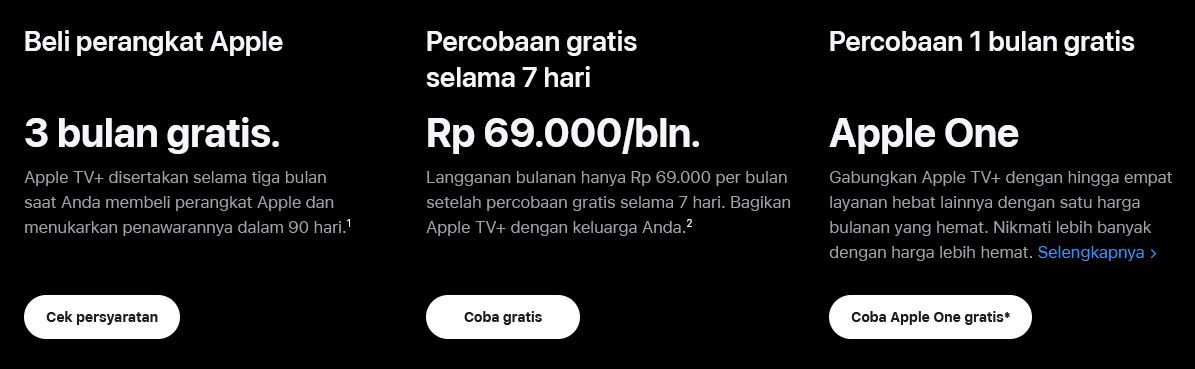 Beli perangkat Apple
3 bulan gratis.
Apple TV+ disertakan selama tiga bulan
saat Anda membeli perangkat Apple dan
menukarkan penawarannya dalam 90 hari.1
Cek persyaratan
Percobaan gratis
selama 7 hari
Rp 69.000/bln.
Langganan bulanan hanya Rp 69.000 per bulan
setelah percobaan gratis selama 7 hari. Bagikan
Apple TV+ dengan keluarga Anda.2
Coba gratis
Percobaan 1 bulan gratis
Apple One
Gabungkan Apple TV+ dengan hingga empat
layanan hebat lainnya dengan satu harga
bulanan yang hemat. Nikmati lebih banyak
dengan harga lebih hemat. Selengkapnya >
Coba Apple One gratis*